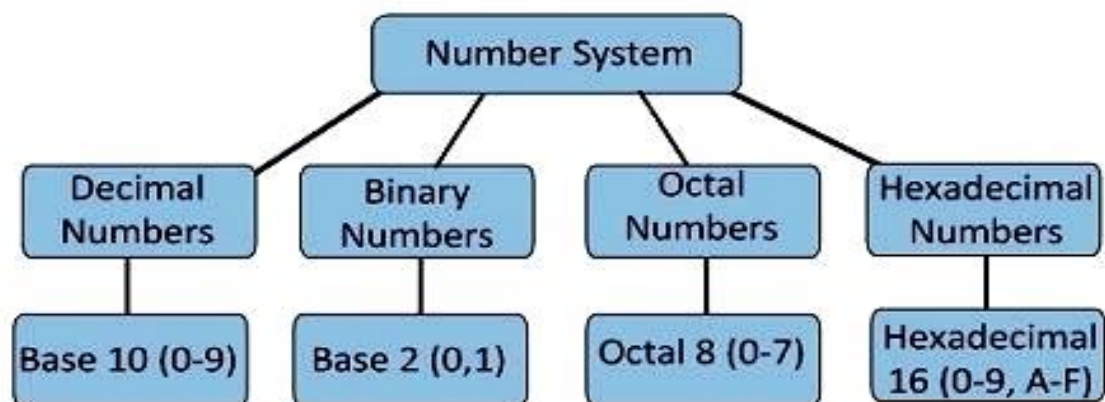 Number System
Decimal
Numbers
Binary
Numbers
Octal
Numbers
Hexadecimal
Numbers
Base 10 (0-9)
Base 2 (0,1)
Octal 8 (0-7)
Hexadecimal
16 (0-9, A-F)